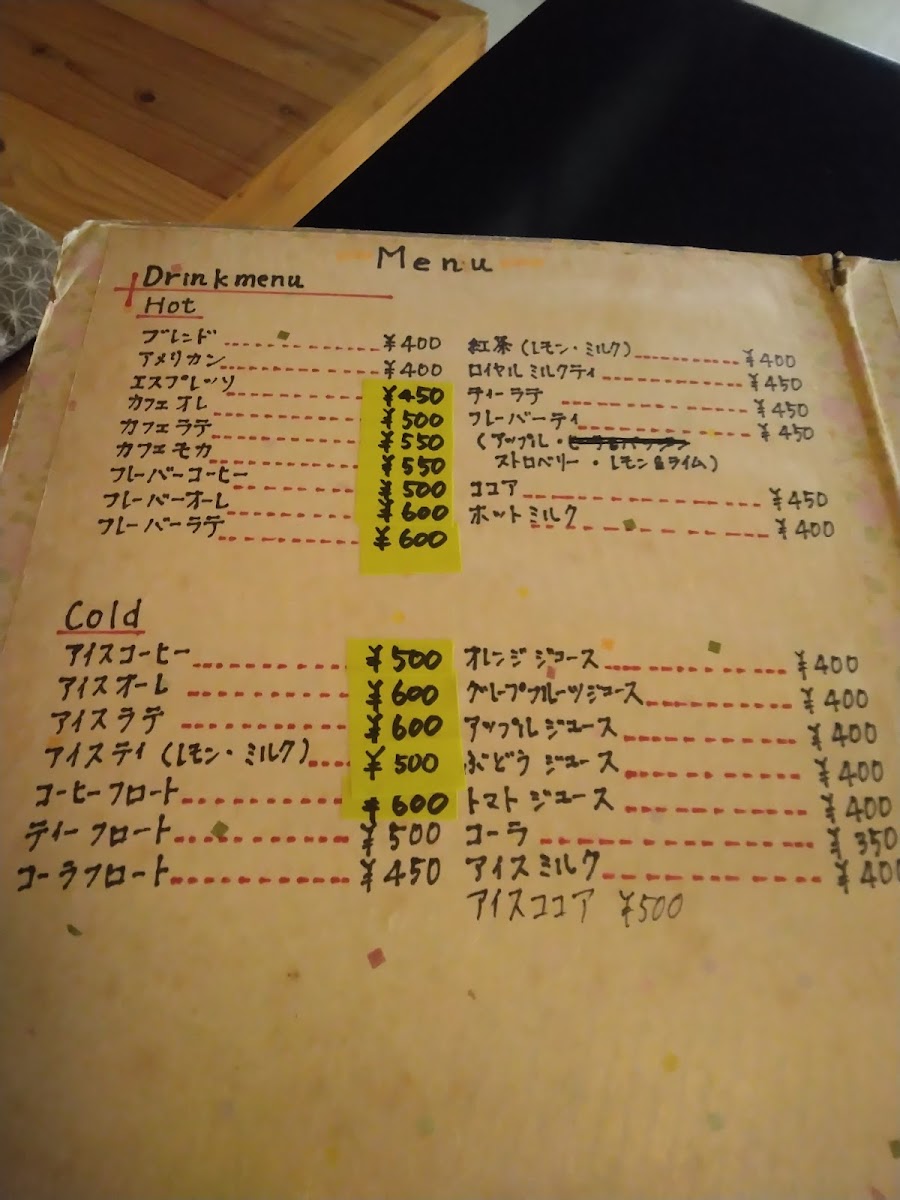 Menu
Drinkmenu
Hot
ブレンド ¥400
アメリカン ¥400
エスプレッソ ¥450
カフェオレ ¥500
カフェラテ ¥550
カフェモカ ¥550
フレーバーコーヒー ¥500
フレーバーオーレ ¥600
フレーバーラテ ¥600
紅茶(レモン・ミルク) ¥400
ロイヤルミルクティ ¥450
ティーラテ ¥450
フレーバーティ ¥450
(アップル・
ストロベリー・レモン&ライム)
ココア ¥450
ホットミルク ¥400
Cold
アイスコーヒー ¥500
アイスオーレ ¥600
アイスラテ ¥600
アイスティ(レモン・ミルク) ¥500
コーヒーフロート ¥600
ティーフロート ¥500
コーラフロート ¥450
オレンジジュース ¥400
グレープフルーツジュース ¥400
アップルジュース ¥400
ぶどうジュース ¥400
トマトジュース ¥400
コーラ ¥350
アイスミルク ¥400
アイスココア ¥500